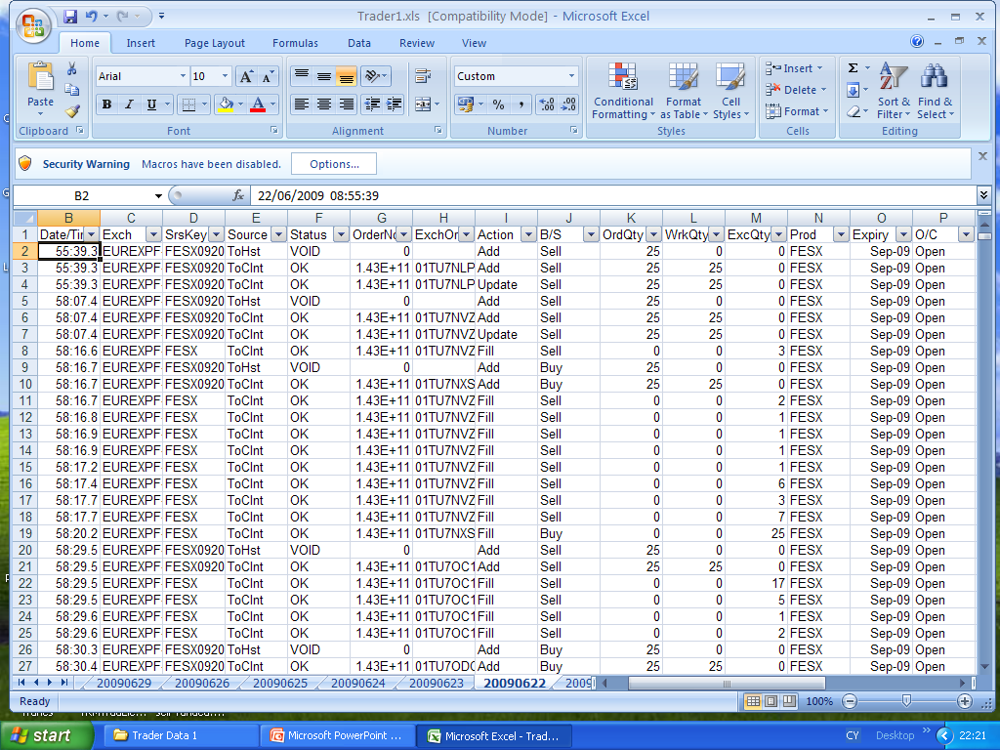 Trader1.xls [Compatibility Mode] - Microsoft Excel
Home Insert Page Layout Formulas Data Review View
Paste Arial 10 Custom Conditional Formatting Format as Table Cell Styles Insert Delete Format Sort & Filter Find & Select
Clipboard Font Alignment Number Styles Cells Editing
Security Warning Macros have been disabled. Options...
B2 fx 22/06/2009 08:55:39
B C D E F G H I J K L M N O P
1 Date/Tir Exch SrsKey Source Status OrderNo ExchOr Action B/S OrdQty WrkQty ExcQty Prod Expiry O/C
2 55:39.3 EUREXPF FESX0920 ToHst VOID 0 Add Sell 25 0 0 FESX Sep-09 Open
3 55:39.3 EUREXPF FESX0920 ToClnt OK 1.43E+11 01TU7NLP Add Sell 25 25 0 FESX Sep-09 Open
4 55:39.3 EUREXPF FESX0920 ToClnt OK 1.43E+11 01TU7NLP Update Sell 25 25 0 FESX Sep-09 Open
5 58:07.4 EUREXPF FESX0920 ToHst VOID 0 Add Sell 25 0 0 FESX Sep-09 Open
6 58:07.4 EUREXPF FESX0920 ToClnt OK 1.43E+11 01TU7NVZ Add Sell 25 25 0 FESX Sep-09 Open
7 58:07.4 EUREXPF FESX0920 ToClnt OK 1.43E+11 01TU7NVZ Update Sell 25 25 0 FESX Sep-09 Open
8 58:16.6 EUREXPF FESX ToClnt OK 1.43E+11 01TU7NVZ Fill Sell 0 0 3 FESX Sep-09 Open
9 58:16.7 EUREXPF FESX0920 ToHst VOID 0 Add Buy 25 0 0 FESX Sep-09 Open
10 58:16.7 EUREXPF FESX0920 ToClnt OK 1.43E+11 01TU7NXS Add Buy 25 25 0 FESX Sep-09 Open
11 58:16.7 EUREXPF FESX ToClnt OK 1.43E+11 01TU7NVZ Fill Sell 0 0 2 FESX Sep-09 Open
12 58:16.8 EUREXPF FESX ToClnt OK 1.43E+11 01TU7NVZ Fill Sell 0 0 1 FESX Sep-09 Open
13 58:16.9 EUREXPF FESX ToClnt OK 1.43E+11 01TU7NVZ Fill Sell 0 0 1 FESX Sep-09 Open
14 58:16.9 EUREXPF FESX ToClnt OK 1.43E+11 01TU7NVZ Fill Sell 0 0 1 FESX Sep-09 Open
15 58:17.2 EUREXPF FESX ToClnt OK 1.43E+11 01TU7NVZ Fill Sell 0 0 1 FESX Sep-09 Open
16 58:17.4 EUREXPF FESX ToClnt OK 1.43E+11 01TU7NVZ Fill Sell 0 0 6 FESX Sep-09 Open
17 58:17.7 EUREXPF FESX ToClnt OK 1.43E+11 01TU7NVZ Fill Sell 0 0 3 FESX Sep-09 Open
18 58:17.7 EUREXPF FESX ToClnt OK 1.43E+11 01TU7NVZ Fill Sell 0 0 7 FESX Sep-09 Open
19 58:20.2 EUREXPF FESX ToClnt OK 1.43E+11 01TU7NXS Fill Buy 0 0 25 FESX Sep-09 Open
20 58:29.5 EUREXPF FESX0920 ToHst VOID 0 Add Sell 25 0 0 FESX Sep-09 Open
21 58:29.5 EUREXPF FESX0920 ToClnt OK 1.43E+11 01TU7OC1 Add Sell 25 25 0 FESX Sep-09 Open
22 58:29.5 EUREXPF FESX ToClnt OK 1.43E+11 01TU7OC1 Fill Sell 0 0 17 FESX Sep-09 Open
23 58:29.5 EUREXPF FESX ToClnt OK 1.43E+11 01TU7OC1 Fill Sell 0 0 5 FESX Sep-09 Open
24 58:29.6 EUREXPF FESX ToClnt OK 1.43E+11 01TU7OC1 Fill Sell 0 0 1 FESX Sep-09 Open
25 58:29.6 EUREXPF FESX ToClnt OK 1.43E+11 01TU7OC1 Fill Sell 0 0 2 FESX Sep-09 Open
26 58:30.3 EUREXPF FESX0920 ToHst VOID 0 Add Buy 25 0 0 FESX Sep-09 Open
27 58:30.4 EUREXPF FESX0920 ToClnt OK 1.43E+11 01TU7ODC Add Buy 25 25 0 FESX Sep-09 Open
20090629 20090626 20090625 20090624 20090623 20090622 2009
Ready 100%
start Trader Data 1 Microsoft PowerPoint ... Microsoft Excel - Trad... CY Desktop 22:21